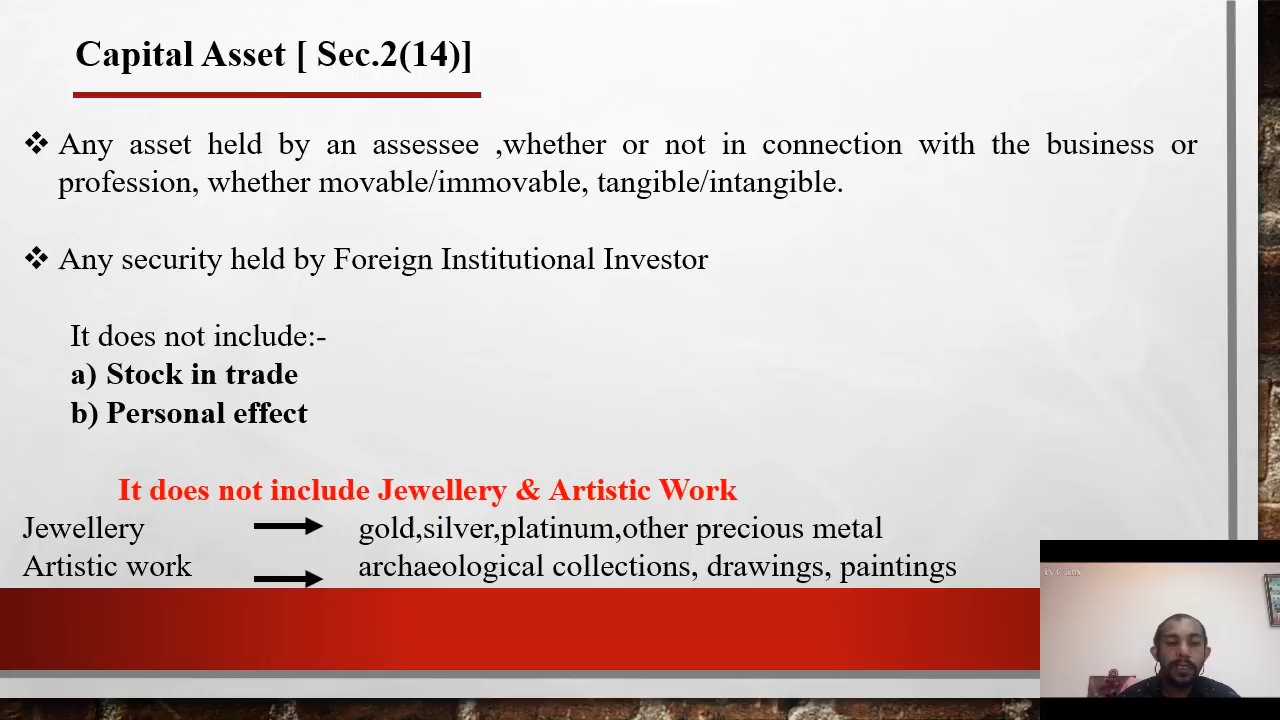 Capital Asset [ Sec.2(14)]
❖ Any asset held by an assessee ,whether or not in connection with the business or
profession, whether movable/immovable, tangible/intangible.
❖ Any security held by Foreign Institutional Investor
It does not include:-
a) Stock in trade
b) Personal effect
It does not include Jewellery & Artistic Work
Jewellery → gold,silver,platinum,other precious metal
Artistic work → archaeological collections, drawings, paintings
iVCam